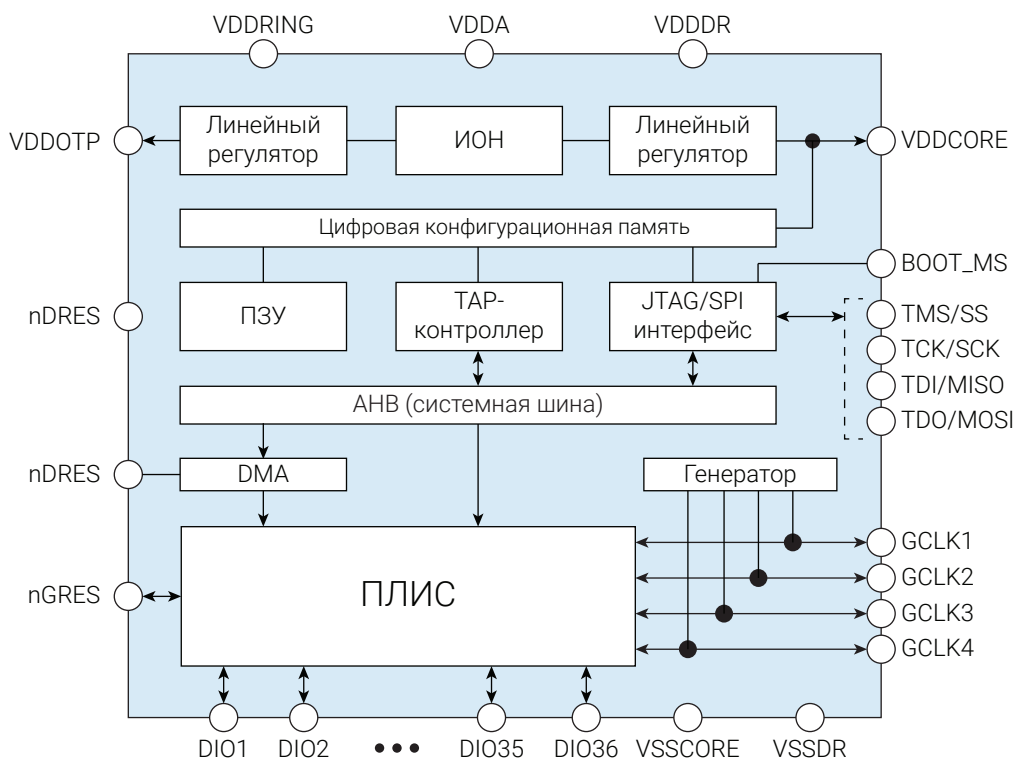 VDDRING VDDA VDDDR
VDDOTP
Линейный
регулятор
ИОН
Линейный
регулятор
VDDCORE
Цифровая конфигурационная память
BOOT_MS
nDRES
ПЗУ
TAP-
контроллер
JTAG/SPI
интерфейс
TMS/SS
TCK/SCK
TDI/MISO
TDO/MOSI
AHB (системная шина)
nDRES
DMA
Генератор
GCLK1
GCLK2
GCLK3
GCLK4
nGRES
ПЛИС
DIO1 DIO2 ••• DIO35 DIO36 VSSCORE VSSDR